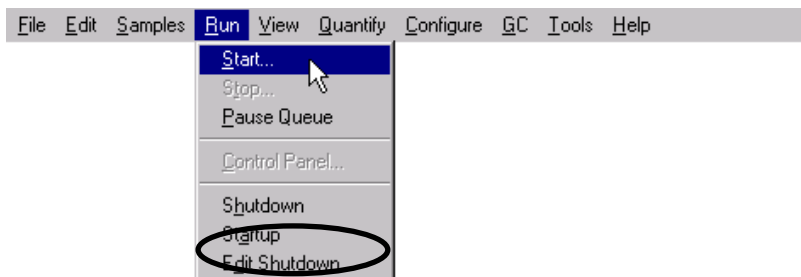 File Edit Samples Run View Quantify Configure GC Tools Help
Start...
Stop...
Pause Queue
Control Panel...
Shutdown
Startup
Edit Shutdown